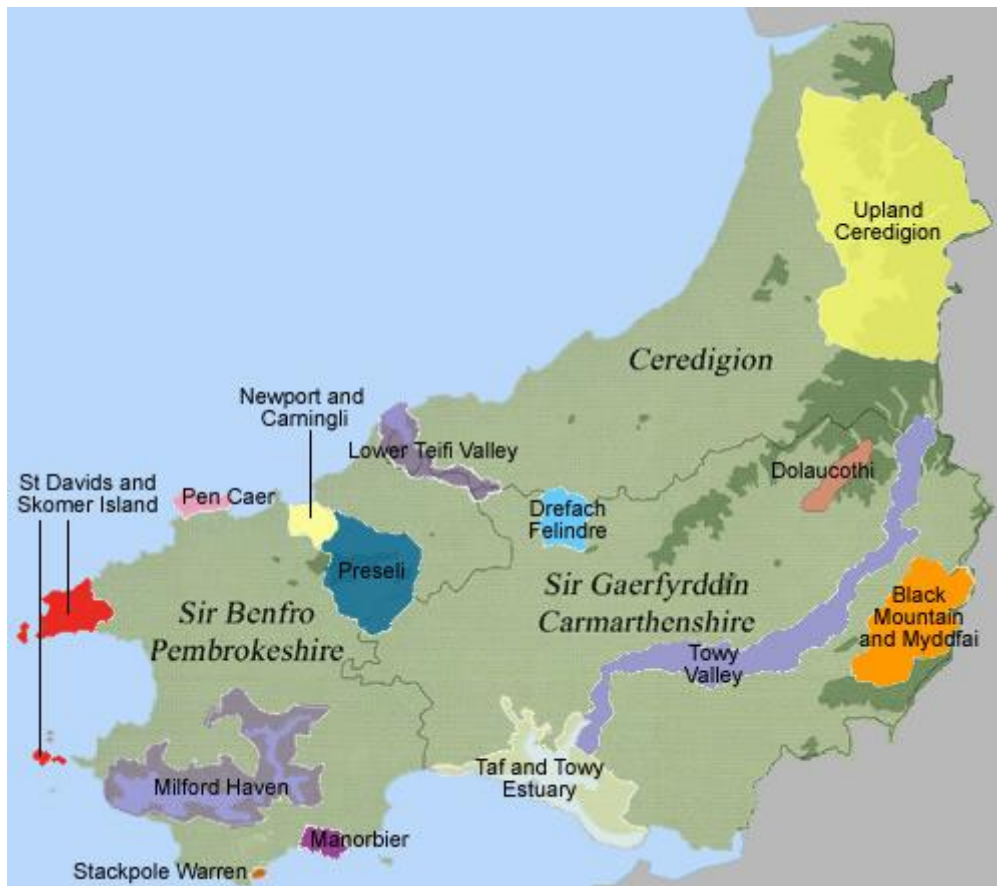 Upland
Ceredigion
Ceredigion
Newport and
Carningli
Lower Teifi Valley
Dolaucothi
St Davids and
Skomer Island
Pen Caer
Drefach
Felindre
Preseli
Sir Gaerfyrddin
Carmarthenshire
Black
Mountain
and Myddfai
Sir Benfro
Pembrokeshire
Towy
Valley
Taf and Towy
Estuary
Milford Haven
Manorbier
Stackpole Warren